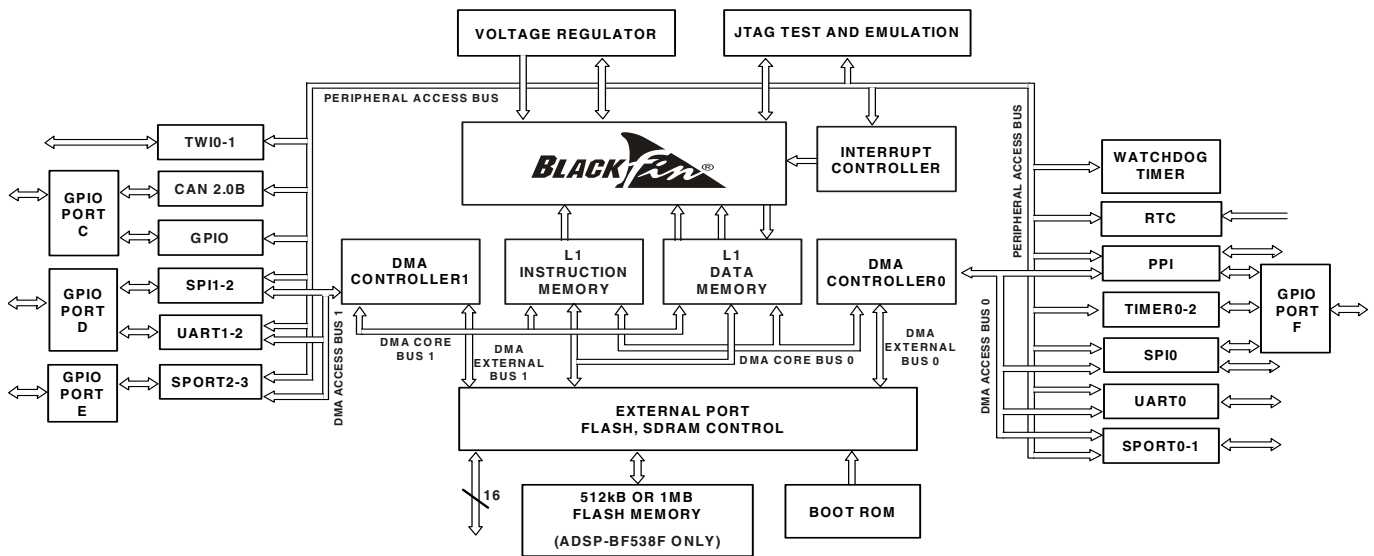 VOLTAGE REGULATOR
JTAG TEST AND EMULATION
PERIPHERAL ACCESS BUS
TWI0-1
CAN 2.0B
GPIO
GPIO
PORT
C
SPI1-2
UART1-2
GPIO
PORT
D
SPORT2-3
GPIO
PORT
E
DMA ACCESS BUS 1
BLACKfin®
INTERRUPT
CONTROLLER
DMA
CONTROLLER1
L1
INSTRUCTION
MEMORY
L1
DATA
MEMORY
DMA
CONTROLLER0
DMA CORE
BUS 1
DMA
EXTERNAL
BUS 1
DMA CORE BUS 0
DMA
EXTERNAL
BUS 0
EXTERNAL PORT
FLASH, SDRAM CONTROL
16
512kB OR 1MB
FLASH MEMORY
(ADSP-BF538F ONLY)
BOOT ROM
PERIPHERAL ACCESS BUS
DMA ACCESS BUS 0
WATCHDOG
TIMER
RTC
PPI
TIMER0-2
SPI0
UART0
SPORT0-1
GPIO
PORT
F